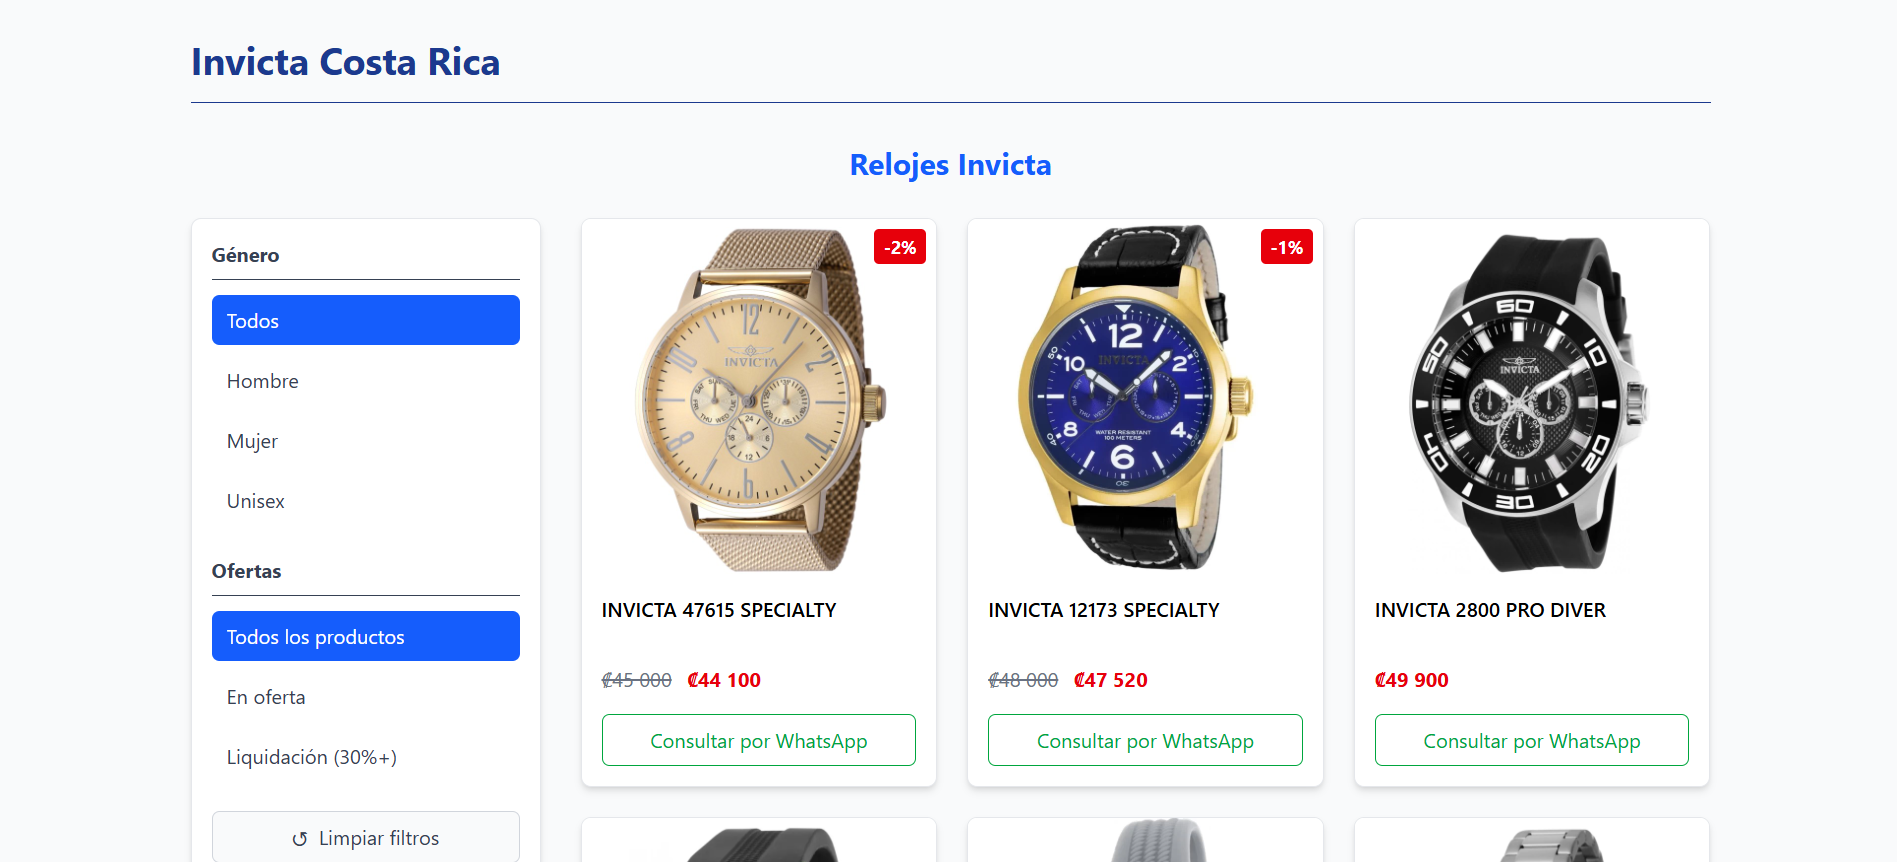 Invicta Costa Rica
Relojes Invicta
Género
Todos
Hombre
Mujer
Unisex
Ofertas
Todos los productos
En oferta
Liquidación (30%+)
↺ Limpiar filtros
-2%
INVICTA
INVICTA 47615 SPECIALTY
₡45 000 ₡44 100
Consultar por WhatsApp
-1%
INVICTA
WATER RESISTANT
100 METERS
INVICTA 12173 SPECIALTY
₡48 000 ₡47 520
Consultar por WhatsApp
INVICTA
INVICTA 2800 PRO DIVER
₡49 900
Consultar por WhatsApp